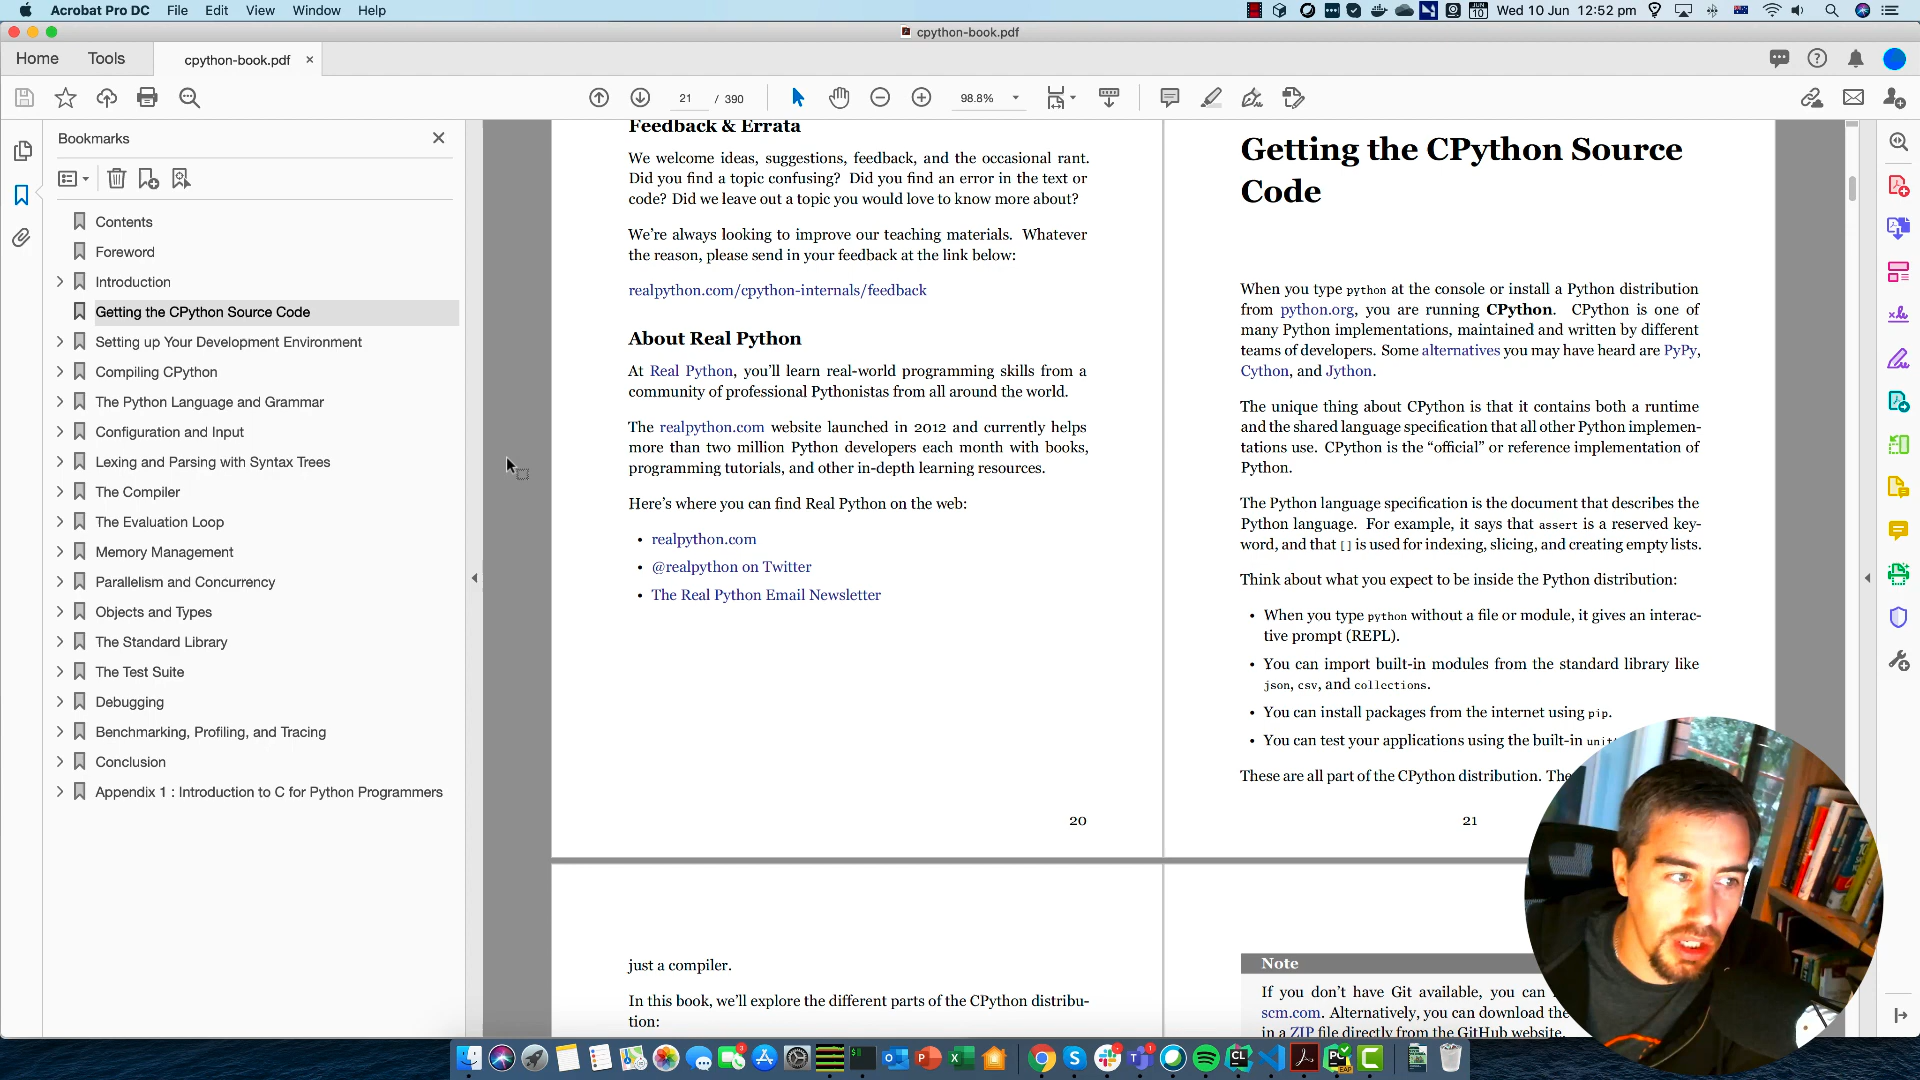 Acrobat Pro DC File Edit View Window Help
JUN 10 Wed 10 Jun 12:52 pm
cpython-book.pdf
Home Tools cpython-book.pdf ×
21 / 390 98.8%
Bookmarks
Contents
Foreword
Introduction
Getting the CPython Source Code
Setting up Your Development Environment
Compiling CPython
The Python Language and Grammar
Configuration and Input
Lexing and Parsing with Syntax Trees
The Compiler
The Evaluation Loop
Memory Management
Parallelism and Concurrency
Objects and Types
The Standard Library
The Test Suite
Debugging
Benchmarking, Profiling, and Tracing
Conclusion
Appendix 1 : Introduction to C for Python Programmers
Feedback & Errata
We welcome ideas, suggestions, feedback, and the occasional rant.
Did you find a topic confusing? Did you find an error in the text or
code? Did we leave out a topic you would love to know more about?
We’re always looking to improve our teaching materials. Whatever
the reason, please send in your feedback at the link below:
realpython.com/cpython-internals/feedback
About Real Python
At Real Python, you’ll learn real-world programming skills from a
community of professional Pythonistas from all around the world.
The realpython.com website launched in 2012 and currently helps
more than two million Python developers each month with books,
programming tutorials, and other in-depth learning resources.
Here’s where you can find Real Python on the web:
• realpython.com
• @realpython on Twitter
• The Real Python Email Newsletter
20
Getting the CPython Source
Code
When you type python at the console or install a Python distribution
from python.org, you are running CPython. CPython is one of
many Python implementations, maintained and written by different
teams of developers. Some alternatives you may have heard are PyPy,
Cython, and Jython.
The unique thing about CPython is that it contains both a runtime
and the shared language specification that all other Python implemen-
tations use. CPython is the “official” or reference implementation of
Python.
The Python language specification is the document that describes the
Python language. For example, it says that assert is a reserved key-
word, and that [] is used for indexing, slicing, and creating empty lists.
Think about what you expect to be inside the Python distribution:
• When you type python without a file or module, it gives an interac-
tive prompt (REPL).
• You can import built-in modules from the standard library like
json, csv, and collections.
• You can install packages from the internet using pip.
• You can test your applications using the built-in
These are all part of the CPython distribution.
21
just a compiler.
In this book, we’ll explore the different parts of the CPython distribu-
tion:
Note
If you don’t have Git available, you can
scm.com. Alternatively, you can download the
in a ZIP file directly from the GitHub website.